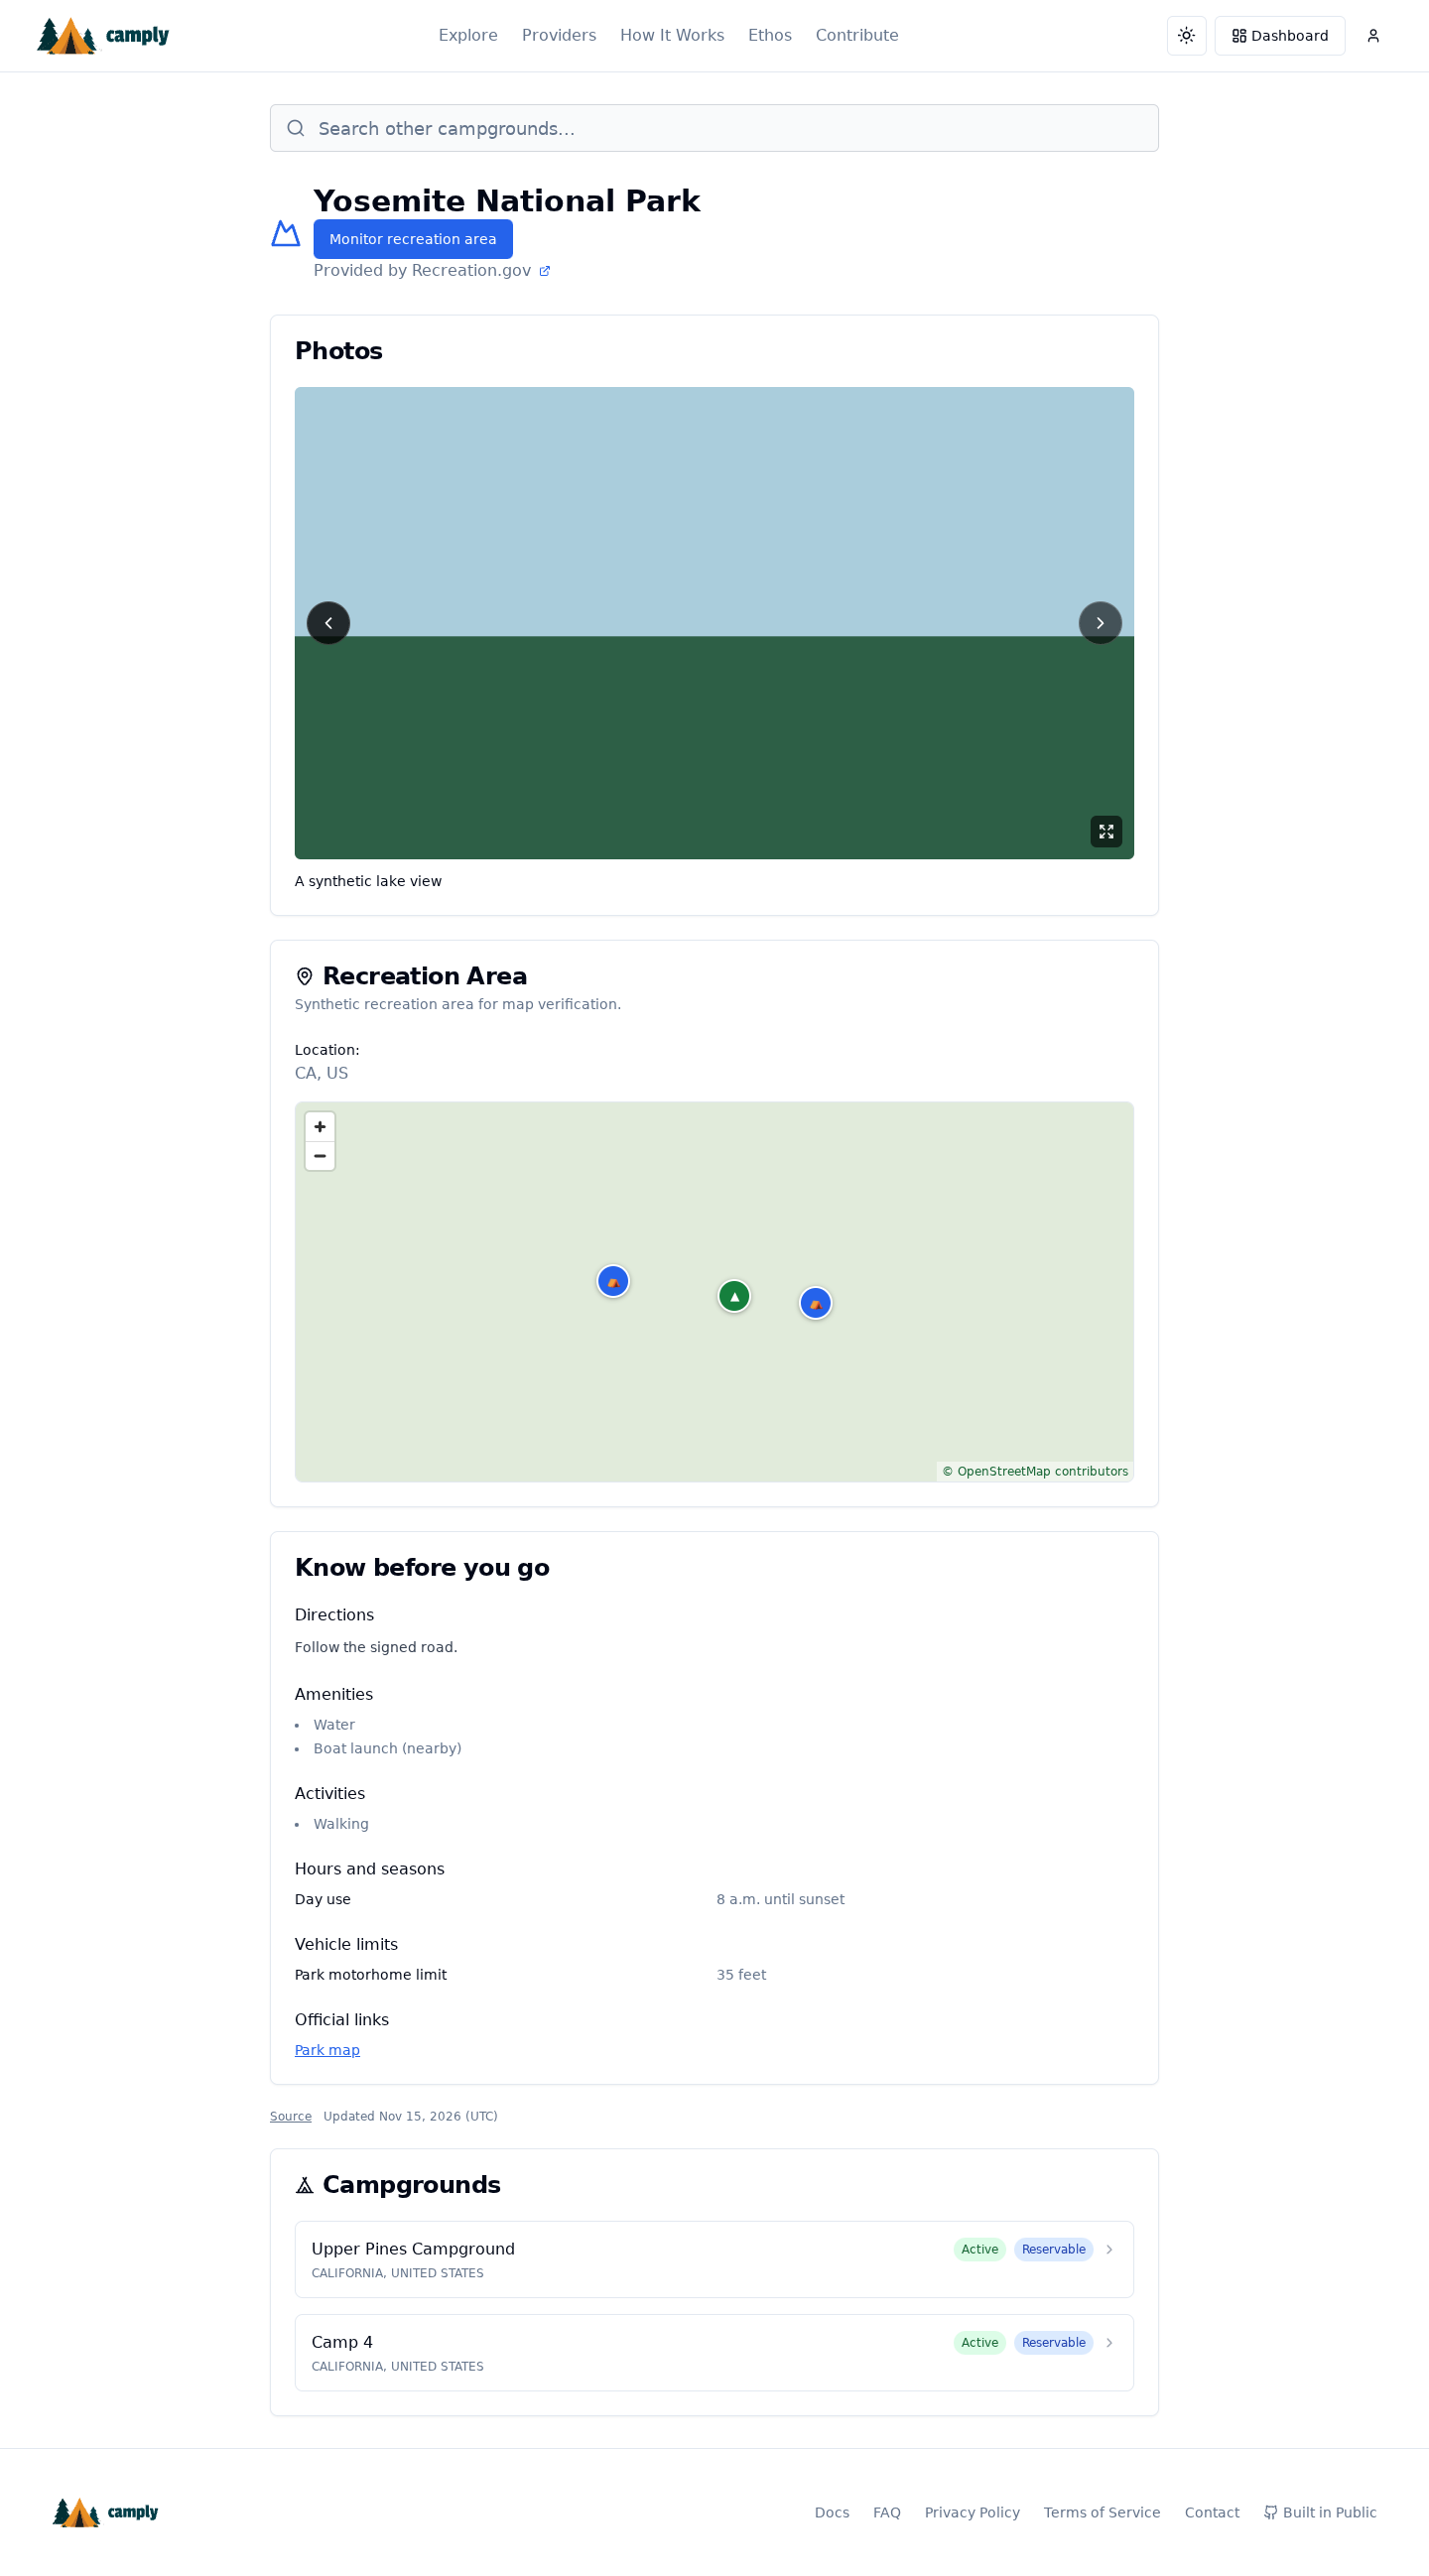 camply
Explore Providers How It Works Ethos Contribute
Dashboard
Search other campgrounds...
Yosemite National Park
Monitor recreation area
Provided by Recreation.gov
Photos
A synthetic lake view
Recreation Area
Synthetic recreation area for map verification.
Location:
CA, US
© OpenStreetMap contributors
Know before you go
Directions
Follow the signed road.
Amenities
• Water
• Boat launch (nearby)
Activities
• Walking
Hours and seasons
Day use 8 a.m. until sunset
Vehicle limits
Park motorhome limit 35 feet
Official links
Park map
Source Updated Nov 15, 2026 (UTC)
Campgrounds
Upper Pines Campground Active Reservable
CALIFORNIA, UNITED STATES
Camp 4 Active Reservable
CALIFORNIA, UNITED STATES
camply
Docs FAQ Privacy Policy Terms of Service Contact Built in Public